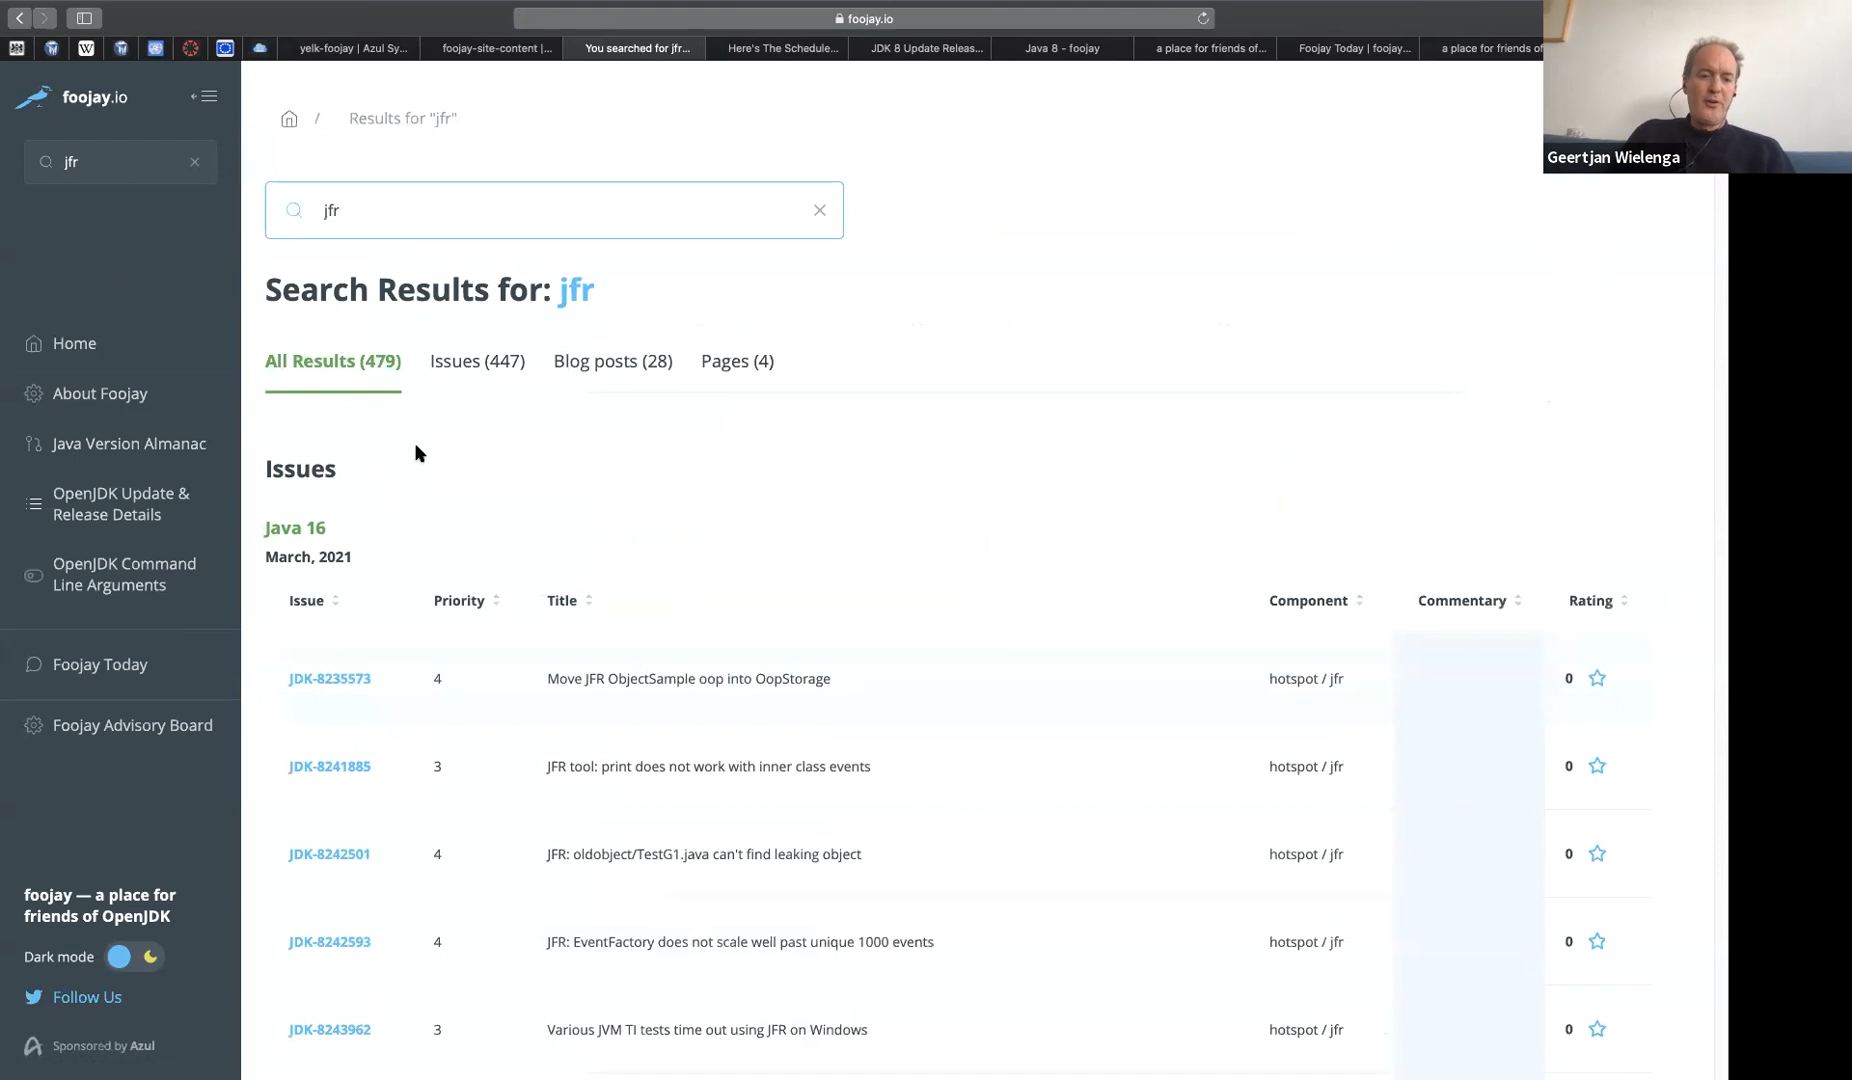 foojay.io
yelk-foojay | Azul Sy...
foojay-site-content |...
You searched for jfr...
Here's The Schedule...
JDK 8 Update Releas...
Java 8 - foojay
a place for friends of...
Foojay Today | foojay...
a place for friends of
foojay.io
jfr
Home
About Foojay
Java Version Almanac
OpenJDK Update &
Release Details
OpenJDK Command
Line Arguments
Foojay Today
Foojay Advisory Board
foojay — a place for
friends of OpenJDK
Dark mode
Follow Us
Sponsored by Azul
/ Results for "jfr"
jfr
Search Results for: jfr
All Results (479) Issues (447) Blog posts (28) Pages (4)
Issues
Java 16
March, 2021
Issue Priority Title Component Commentary Rating
JDK-8235573 4 Move JFR ObjectSample oop into OopStorage hotspot / jfr 0
JDK-8241885 3 JFR tool: print does not work with inner class events hotspot / jfr 0
JDK-8242501 4 JFR: oldobject/TestG1.java can't find leaking object hotspot / jfr 0
JDK-8242593 4 JFR: EventFactory does not scale well past unique 1000 events hotspot / jfr 0
JDK-8243962 3 Various JVM TI tests time out using JFR on Windows hotspot / jfr 0
Geertjan Wielenga